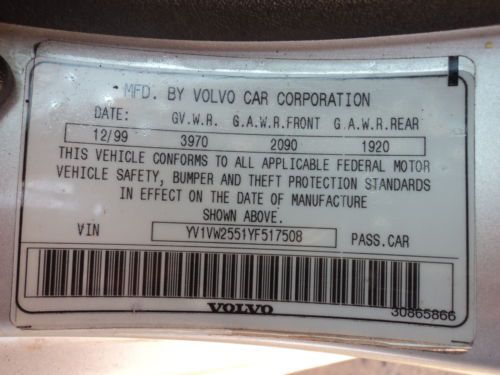 MFD. BY VOLVO CAR CORPORATION
DATE: GV.W.R. G.A.W.R.FRONT G.A.W.R.REAR
12/99 3970 2090 1920
THIS VEHICLE CONFORMS TO ALL APPLICABLE FEDERAL MOTOR
VEHICLE SAFETY, BUMPER AND THEFT PROTECTION STANDARDS
IN EFFECT ON THE DATE OF MANUFACTURE
SHOWN ABOVE.
VIN YV1VW2551YF517508 PASS.CAR
VOLVO
30865866